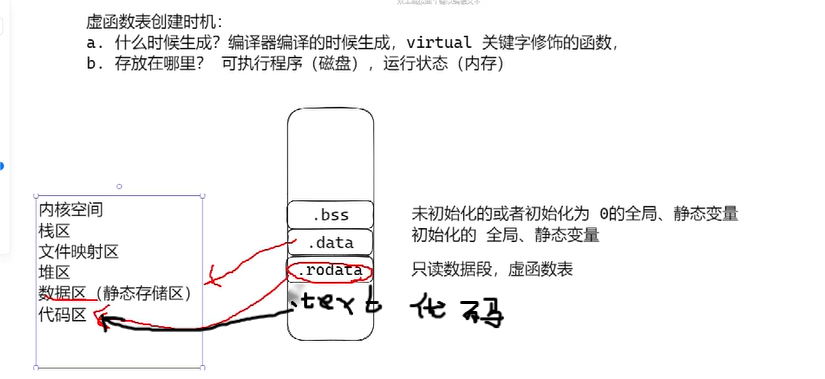 虚函数表创建时机：
a. 什么时候生成？编译器编译的时候生成，virtual 关键字修饰的函数，
b. 存放在哪里？ 可执行程序（磁盘），运行状态（内存）
内核空间
栈区
文件映射区
堆区
数据区（静态存储区）
代码区
.bss
.data
.rodata
.text 代码
未初始化的或者初始化为 0的全局、静态变量
初始化的 全局、静态变量
只读数据段，虚函数表